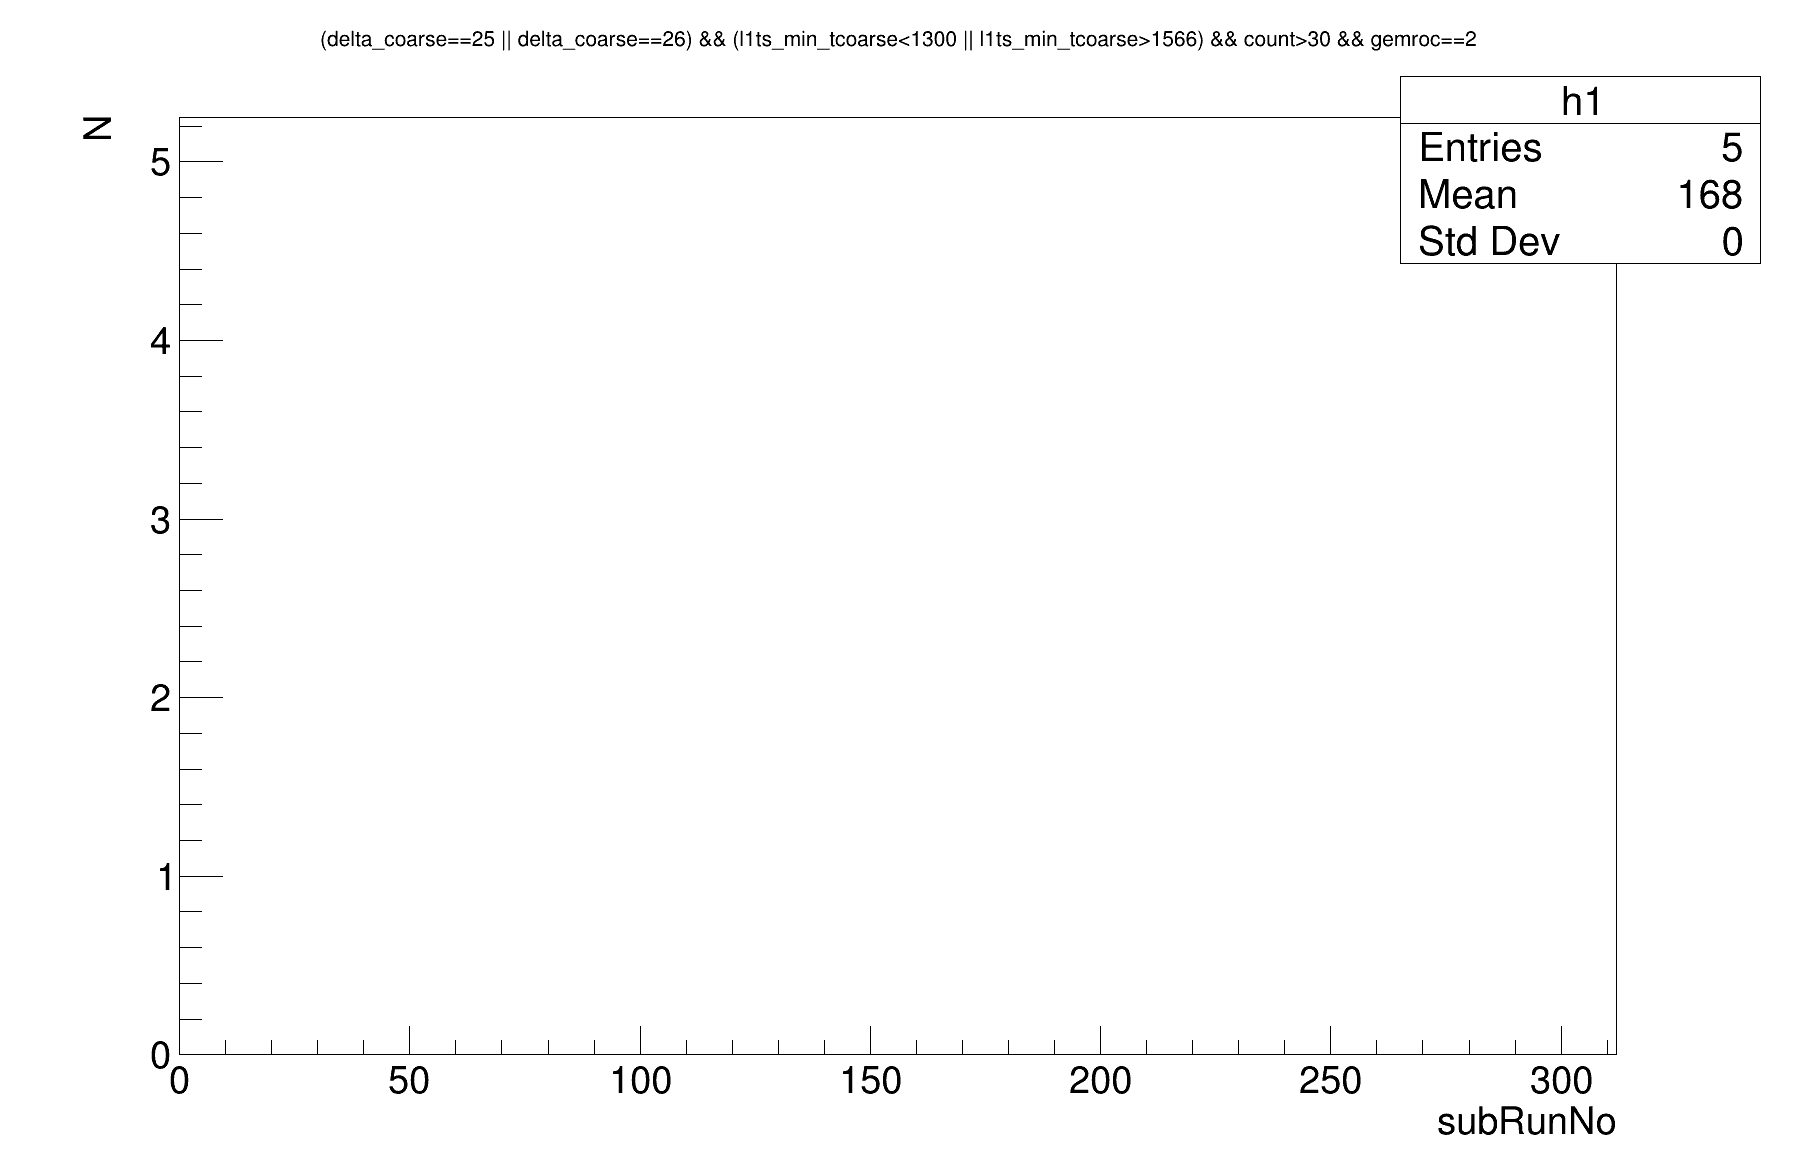 (delta_coarse==25 || delta_coarse==26) && (l1ts_min_tcoarse<1300 || l1ts_min_tcoarse>1566) && count>30 && gemroc==2
h1
Entries 5
Mean 168
Std Dev 0
N
5
4
3
2
1
0
0 50 100 150 200 250 300
subRunNo